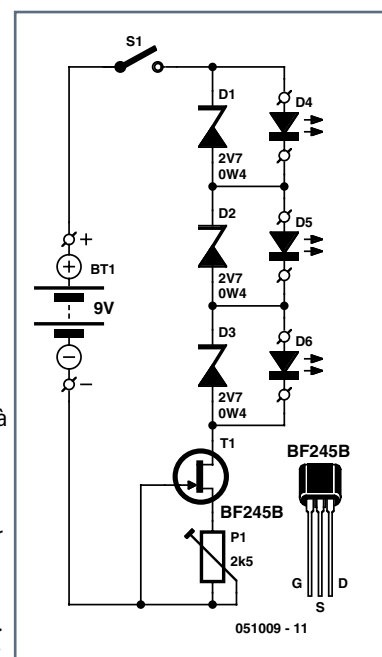 S1
D1
D4
2V7
0W4
+
BT1
9V
D2
D5
2V7
0W4
D3
D6
2V7
0W4
à
T1
BF245B
BF245B
P1
2k5
G
S
D
051009 - 11